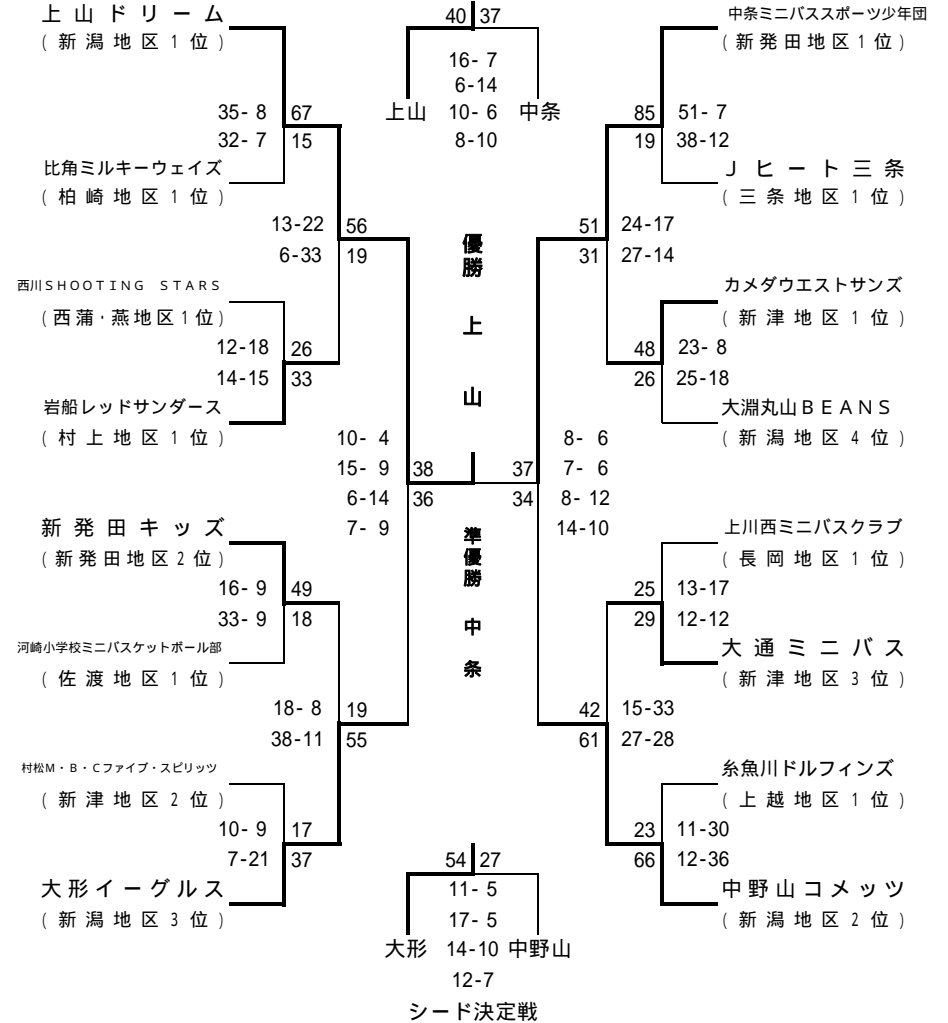 上山ドリーム
(新潟地区1位)
35- 8 67
32- 7 15
比角ミルキーウェイズ
(柏崎地区1位)
13-22 56
6-33 19
西川SHOOTING STARS
(西蒲・燕地区1位)
12-18 26
14-15 33
岩船レッドサンダース
(村上地区1位)
10- 4
15- 9 38
6-14 36
7- 9
新発田キッズ
(新発田地区2位)
16- 9 49
33- 9 18
河崎小学校ミニバスケットボール部
(佐渡地区1位)
18- 8 19
38-11 55
村松M・B・Cファイブ・スピリッツ
(新津地区2位)
10- 9 17
7-21 37
大形イーグルス
(新潟地区3位)
40 37
16- 7
6-14
上山 10- 6 中条
8-10
優勝 上山
準優勝 中条
54 27
11- 5
17- 5
大形 14-10 中野山
12-7
シード決定戦
中条ミニバススポーツ少年団
(新発田地区1位)
85 51- 7
19 38-12
Jヒート三条
(三条地区1位)
51 24-17
31 27-14
カメダウエストサンズ
(新津地区1位)
48 23- 8
26 25-18
大淵丸山BEANS
(新潟地区4位)
8- 6
37 7- 6
34 8- 12
14-10
上川西ミニバスクラブ
(長岡地区1位)
25 13-17
29 12-12
大通ミニバス
(新津地区3位)
42 15-33
61 27-28
糸魚川ドルフィンズ
(上越地区1位)
23 11-30
66 12-36
中野山コメッツ
(新潟地区2位)